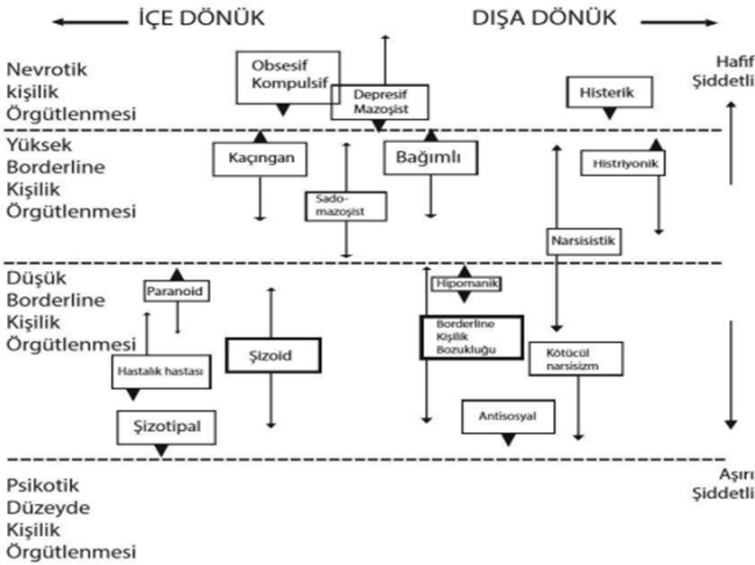 İÇE DÖNÜK
DIŞA DÖNÜK
Nevrotik
kişilik
Örgütlenmesi
Obsesif
Kompulsif
Depresif
Mazoşist
Histerik
Hafif
Şiddetli
Yüksek
Borderline
Kişilik
Örgütlenmesi
Kaçıngan
Bağımlı
Histriyonik
Sado-
mazoşist
Narsisistik
Düşük
Borderline
Kişilik
Örgütlenmesi
Paranoid
Hipomanik
Şizoid
Borderline
Kişilik
Bozukluğu
Kötücül
narsisizm
Hastalık hastası
Şizotipal
Antisosyal
Psikotik
Düzeyde
Kişilik
Örgütlenmesi
Aşırı
Şiddetli